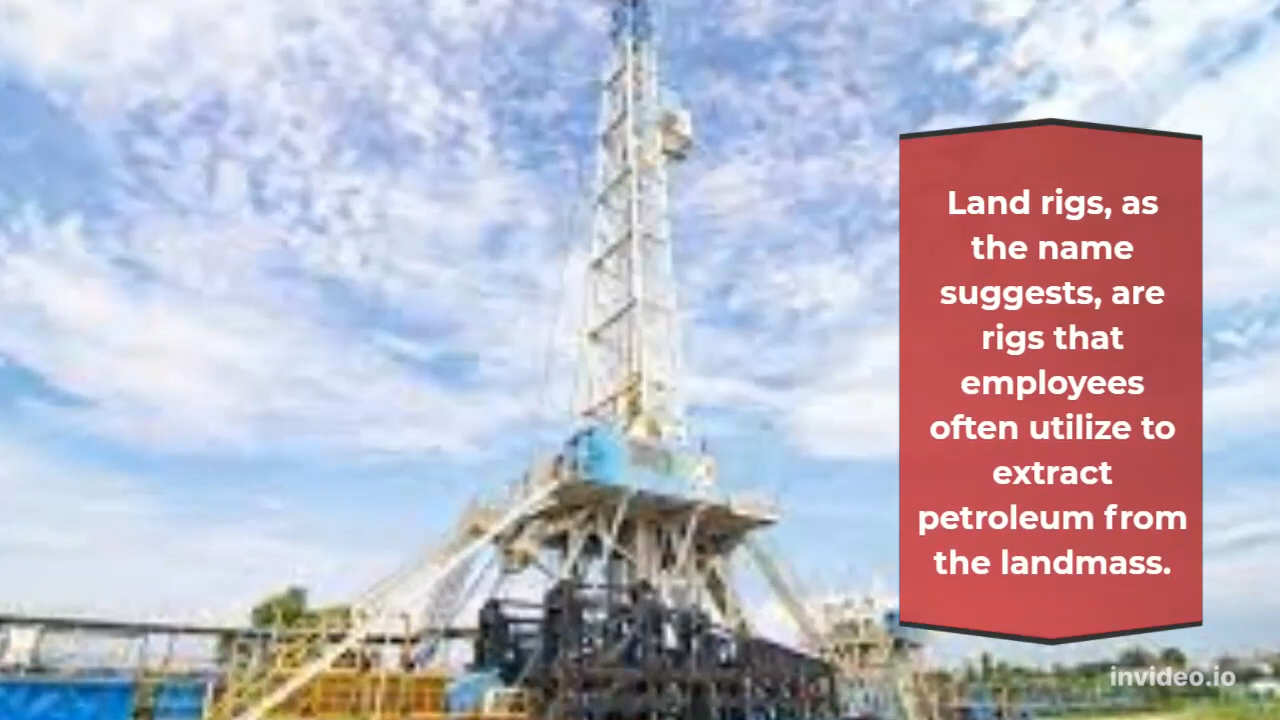 Land rigs, as
the name
suggests, are
rigs that
employees
often utilize to
extract
petroleum from
the landmass.
invideo.io